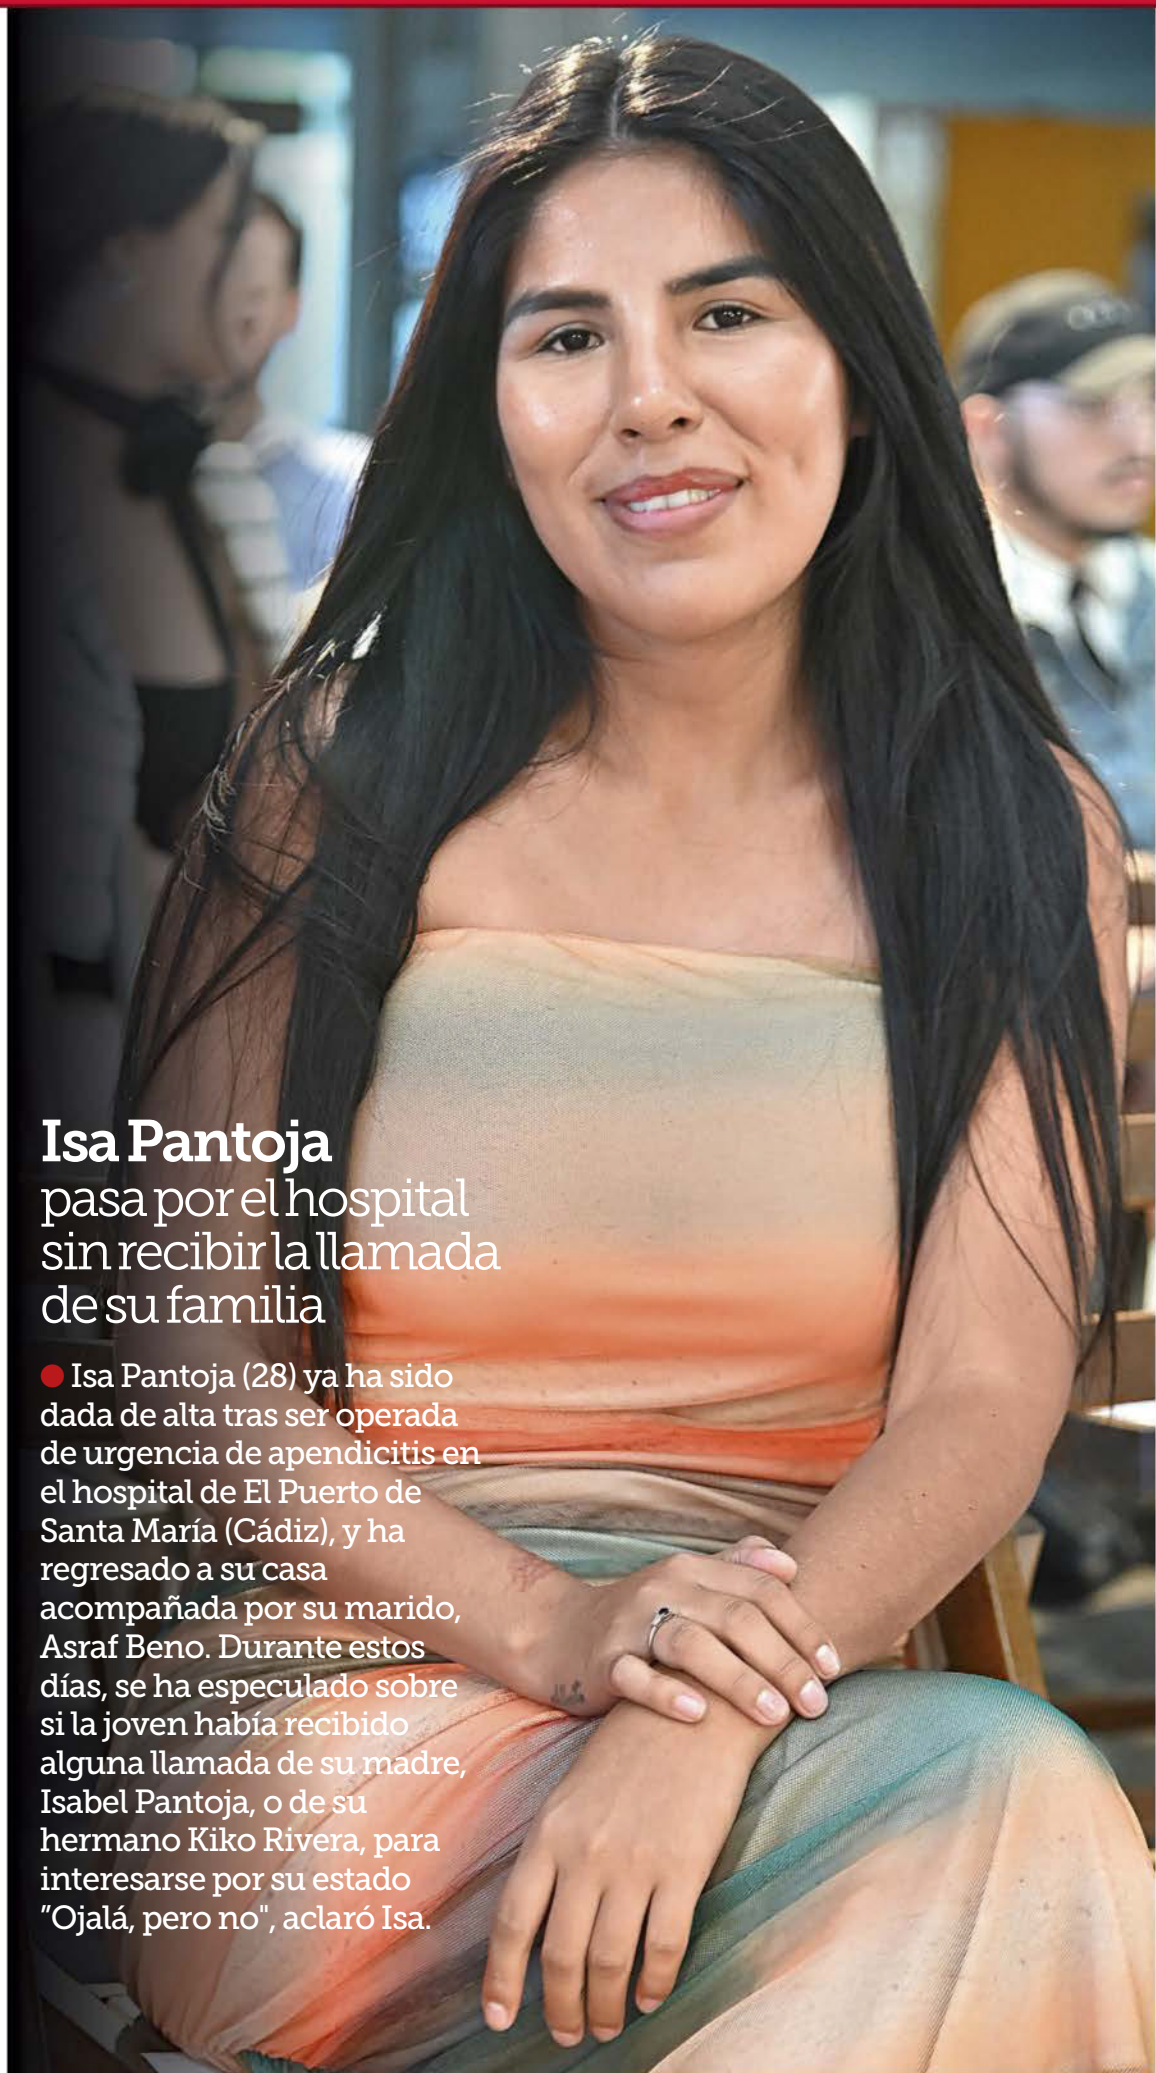 Isa Pantoja
pasa por el hospital
sin recibir la llamada
de su familia
● Isa Pantoja (28) ya ha sido
dada de alta tras ser operada
de urgencia de apendicitis en
el hospital de El Puerto de
Santa María (Cádiz), y ha
regresado a su casa
acompañada por su marido,
Asraf Beno. Durante estos
días, se ha especulado sobre
si la joven había recibido
alguna llamada de su madre,
Isabel Pantoja, o de su
hermano Kiko Rivera, para
interesarse por su estado
”Ojalá, pero no", aclaró Isa.